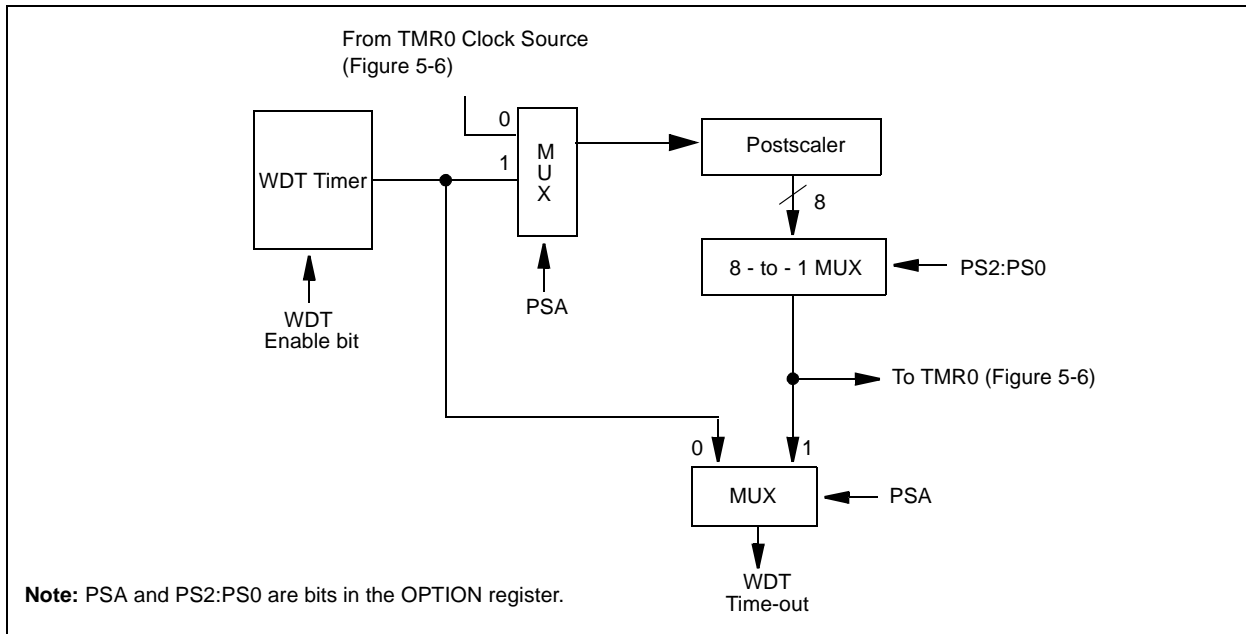 From TMR0 Clock Source
(Figure 5-6)
0
1
M
U
X
WDT Timer
Postscaler
8
8 - to - 1 MUX
PS2:PS0
PSA
WDT
Enable bit
To TMR0 (Figure 5-6)
0
1
MUX
PSA
WDT
Time-out
Note: PSA and PS2:PS0 are bits in the OPTION register.